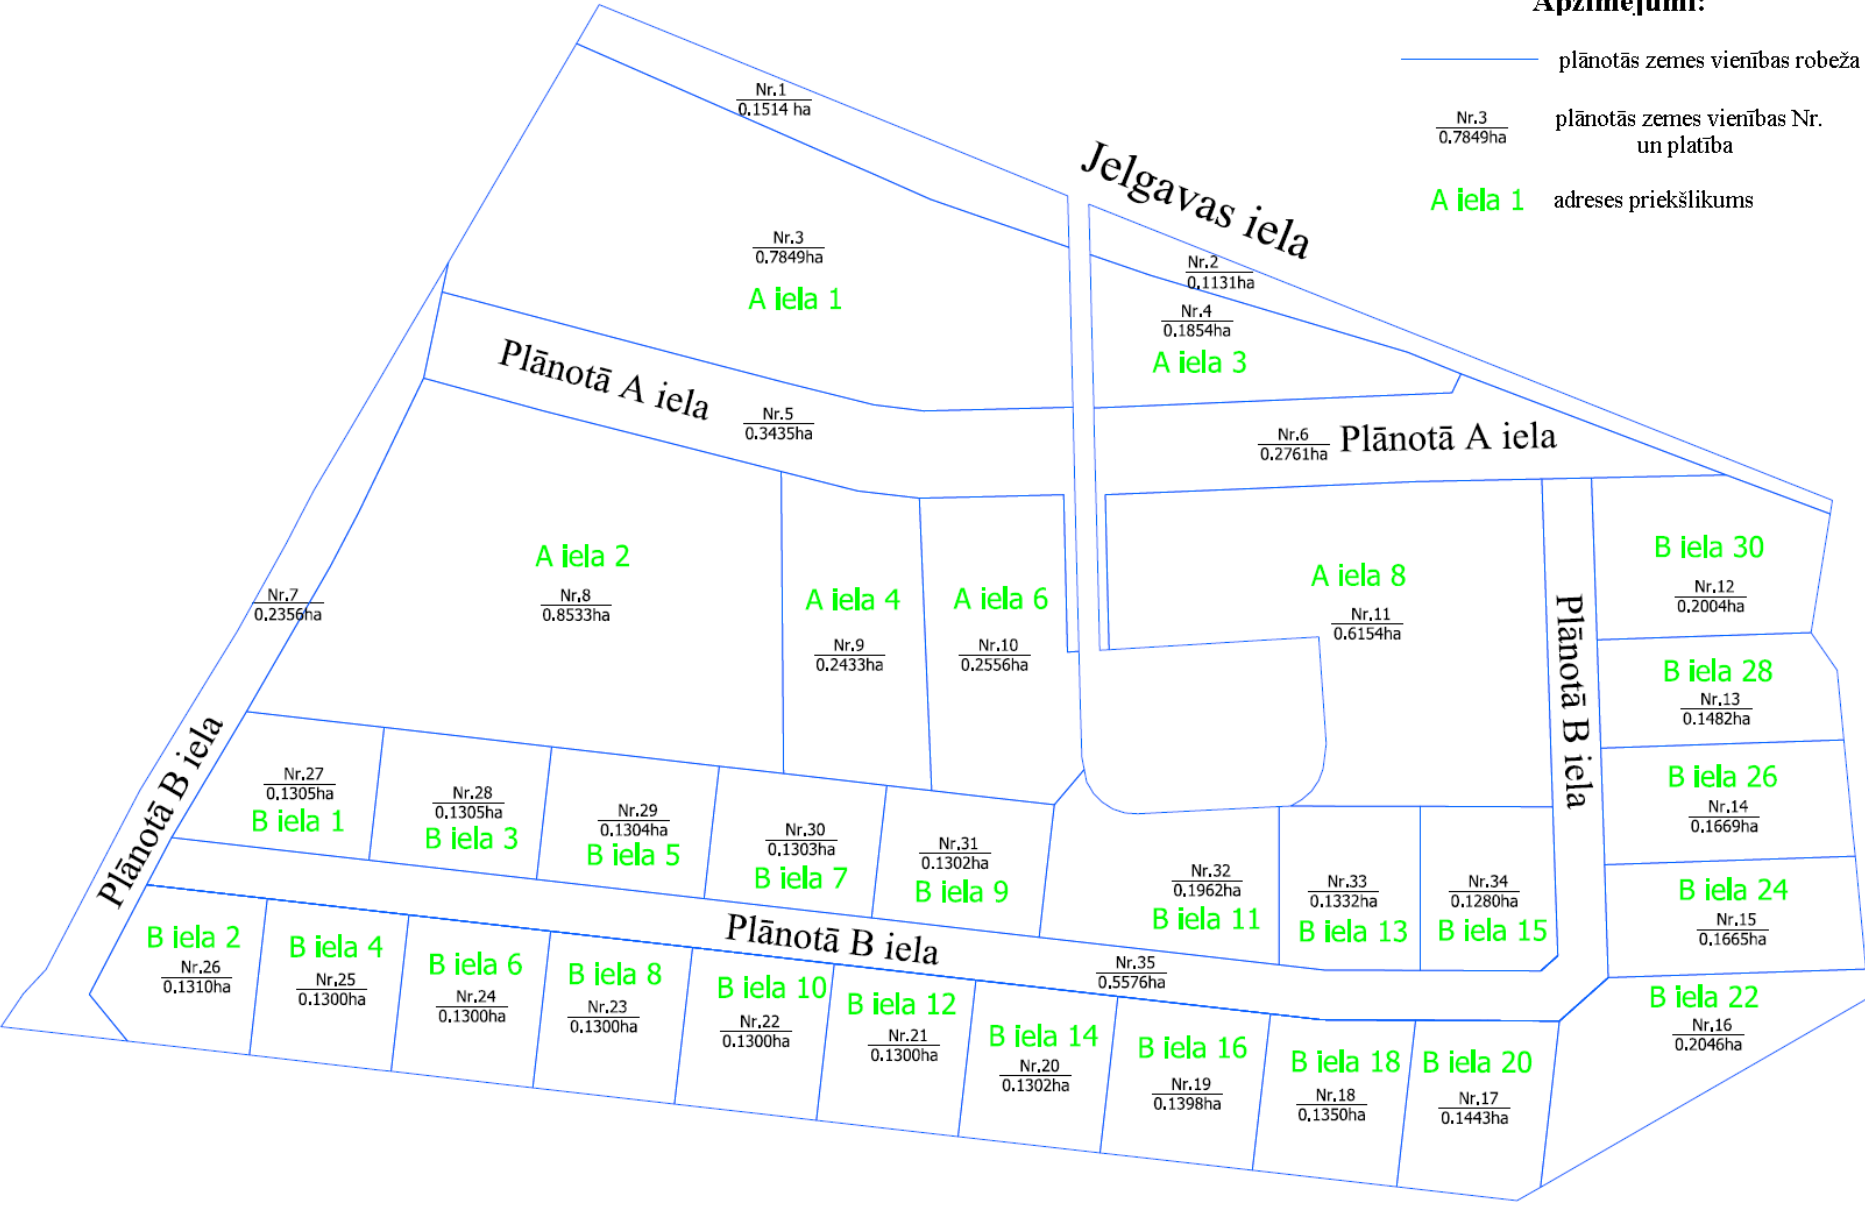 Apzīmējumi:
plānotās zemes vienības robeža
Nr.3
0.7849ha
plānotās zemes vienības Nr.
un platība
A iela 1
adreses priekšlikums
Nr.1
0.1514 ha
Jelgavas iela
Nr.3
0.7849ha
A iela 1
Nr.2
0.1131ha
Nr.4
0.1854ha
A iela 3
Plānotā A iela
Nr.5
0.3435ha
Nr.6
0.2761ha
Plānotā A iela
A iela 2
Nr.8
0.8533ha
Nr.7
0.2356ha
A iela 4
Nr.9
0.2433ha
A iela 6
Nr.10
0.2556ha
A iela 8
Nr.11
0.6154ha
Plānotā B iela
B iela 30
Nr.12
0.2004ha
B iela 28
Nr.13
0.1482ha
B iela 26
Nr.14
0.1669ha
B iela 24
Nr.15
0.1665ha
B iela 22
Nr.16
0.2046ha
Plānotā B iela
Nr.27
0.1305ha
B iela 1
Nr.28
0.1305ha
B iela 3
Nr.29
0.1304ha
B iela 5
Nr.30
0.1303ha
B iela 7
Nr.31
0.1302ha
B iela 9
Nr.32
0.1962ha
B iela 11
Nr.33
0.1332ha
B iela 13
Nr.34
0.1280ha
B iela 15
Plānotā B iela
Nr.35
0.5576ha
B iela 2
Nr.26
0.1310ha
B iela 4
Nr.25
0.1300ha
B iela 6
Nr.24
0.1300ha
B iela 8
Nr.23
0.1300ha
B iela 10
Nr.22
0.1300ha
B iela 12
Nr.21
0.1300ha
B iela 14
Nr.20
0.1302ha
B iela 16
Nr.19
0.1398ha
B iela 18
Nr.18
0.1350ha
B iela 20
Nr.17
0.1443ha